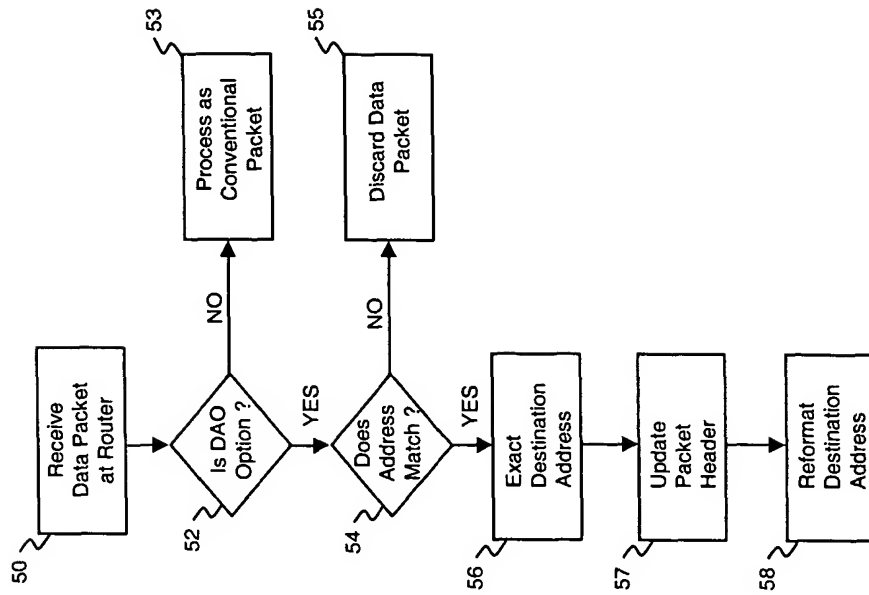 50
Receive
Data Packet
at Router
52
Is DAO
Option ?
NO
53
Process as
Conventional
Packet
YES
54
Does
Address
Match ?
NO
55
Discard Data
Packet
YES
56
Exact
Destination
Address
57
Update
Packet
Header
58
Reformat
Destination
Address